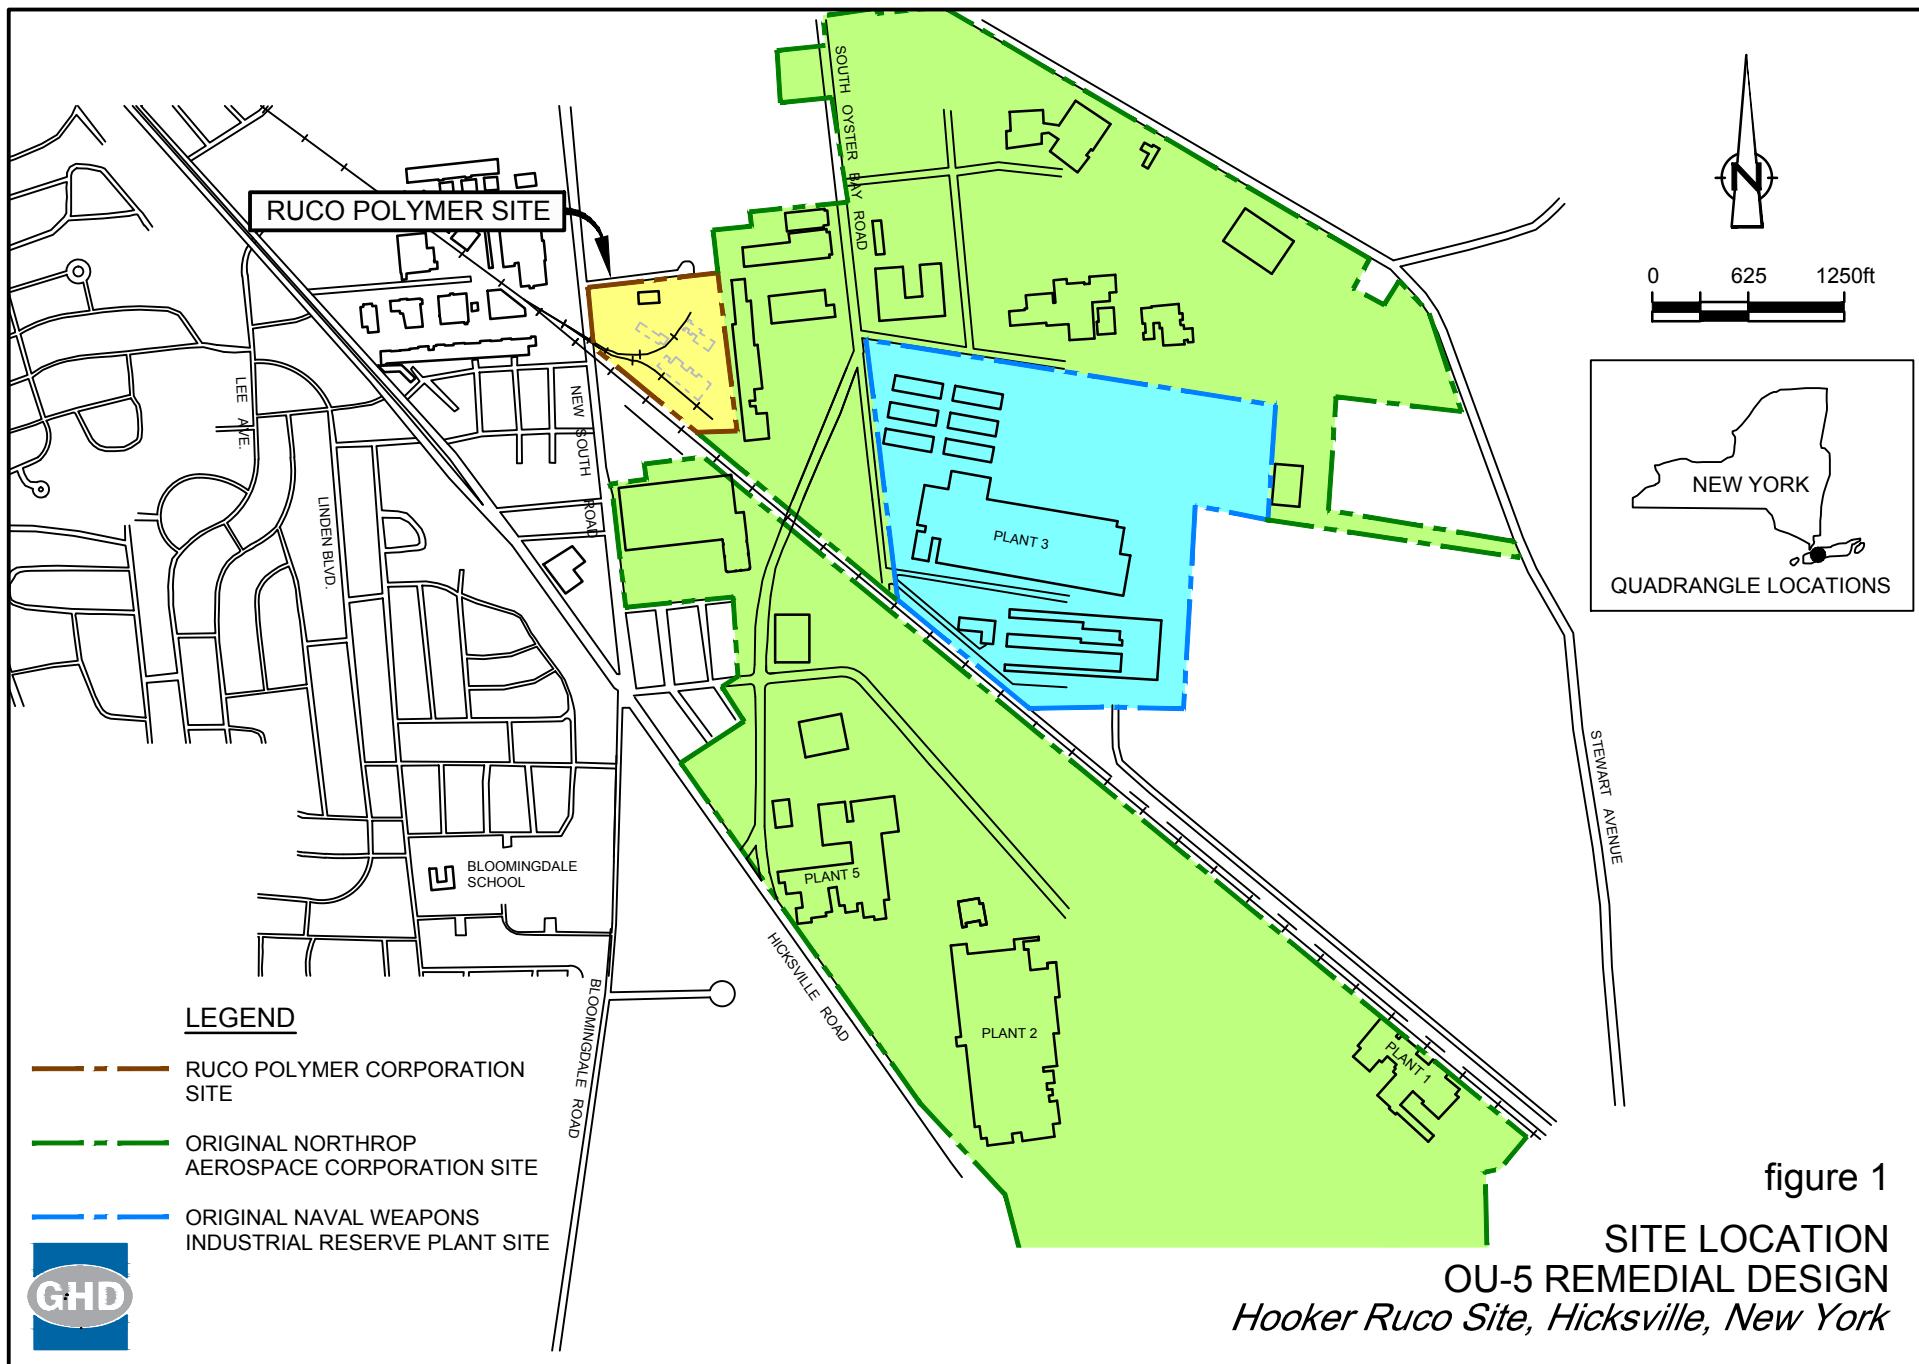 SOUTH OYSTER BAY ROAD
RUCO POLYMER SITE
N
0 625 1250ft
NEW YORK
QUADRANGLE LOCATIONS
LEE AVE.
NEW SOUTH ROAD
LINDEN BLVD.
PLANT 3
STEWART AVENUE
BLOOMINGDALE
SCHOOL
PLANT 5
HICKSVILLE ROAD
PLANT 2
PLANT 1
BLOOMINGDALE ROAD
LEGEND
RUCO POLYMER CORPORATION
SITE
ORIGINAL NORTHROP
AEROSPACE CORPORATION SITE
ORIGINAL NAVAL WEAPONS
INDUSTRIAL RESERVE PLANT SITE
GHD
figure 1
SITE LOCATION
OU-5 REMEDIAL DESIGN
Hooker Ruco Site, Hicksville, New York